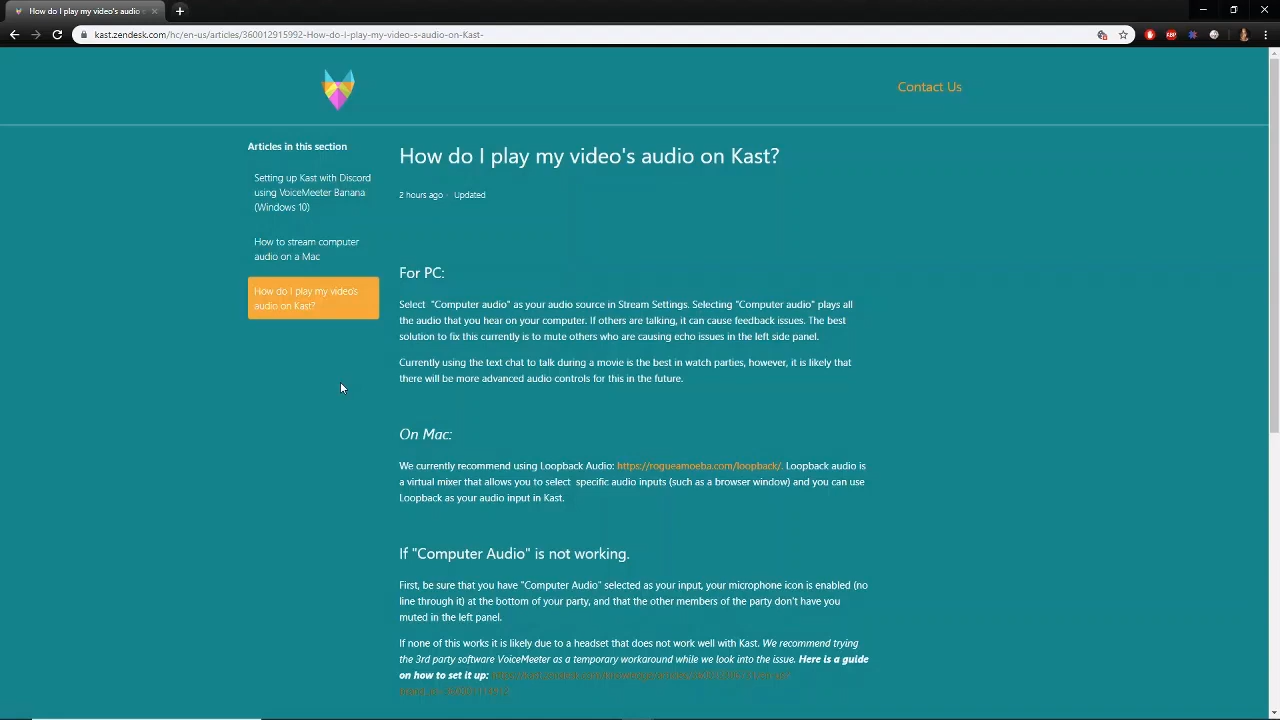 How do I play my video's audio o
kast.zendesk.com/hc/en-us/articles/360012915992-How-do-I-play-my-video-s-audio-on-Kast-
Contact Us
Articles in this section
Setting up Kast with Discord
using VoiceMeeter Banana
(Windows 10)
How to stream computer
audio on a Mac
How do I play my video's
audio on Kast?
How do I play my video's audio on Kast?
2 hours ago · Updated
For PC:
Select "Computer audio" as your audio source in Stream Settings. Selecting "Computer audio" plays all
the audio that you hear on your computer. If others are talking, it can cause feedback issues. The best
solution to fix this currently is to mute others who are causing echo issues in the left side panel.
Currently using the text chat to talk during a movie is the best in watch parties, however, it is likely that
there will be more advanced audio controls for this in the future.
On Mac:
We currently recommend using Loopback Audio: https://rogueamoeba.com/loopback/. Loopback audio is
a virtual mixer that allows you to select specific audio inputs (such as a browser window) and you can use
Loopback as your audio input in Kast.
If "Computer Audio" is not working.
First, be sure that you have "Computer Audio" selected as your input, your microphone icon is enabled (no
line through it) at the bottom of your party, and that the other members of the party don't have you
muted in the left panel.
If none of this works it is likely due to a headset that does not work well with Kast. We recommend trying
the 3rd party software VoiceMeeter as a temporary workaround while we look into the issue. Here is a guide
on how to set it up: